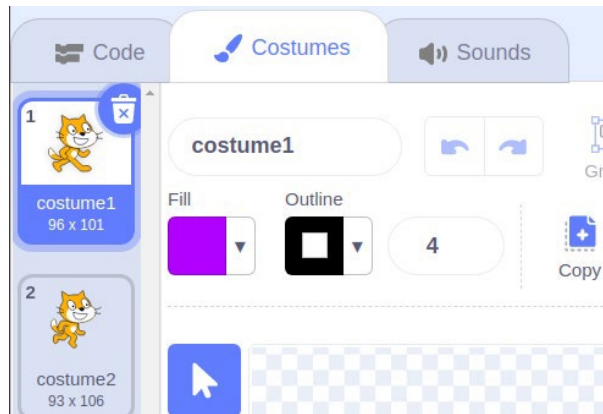 Code
Costumes
Sounds
1
costume1
96 x 101
2
costume2
93 x 106
costume1
Fill
Outline
4
Copy